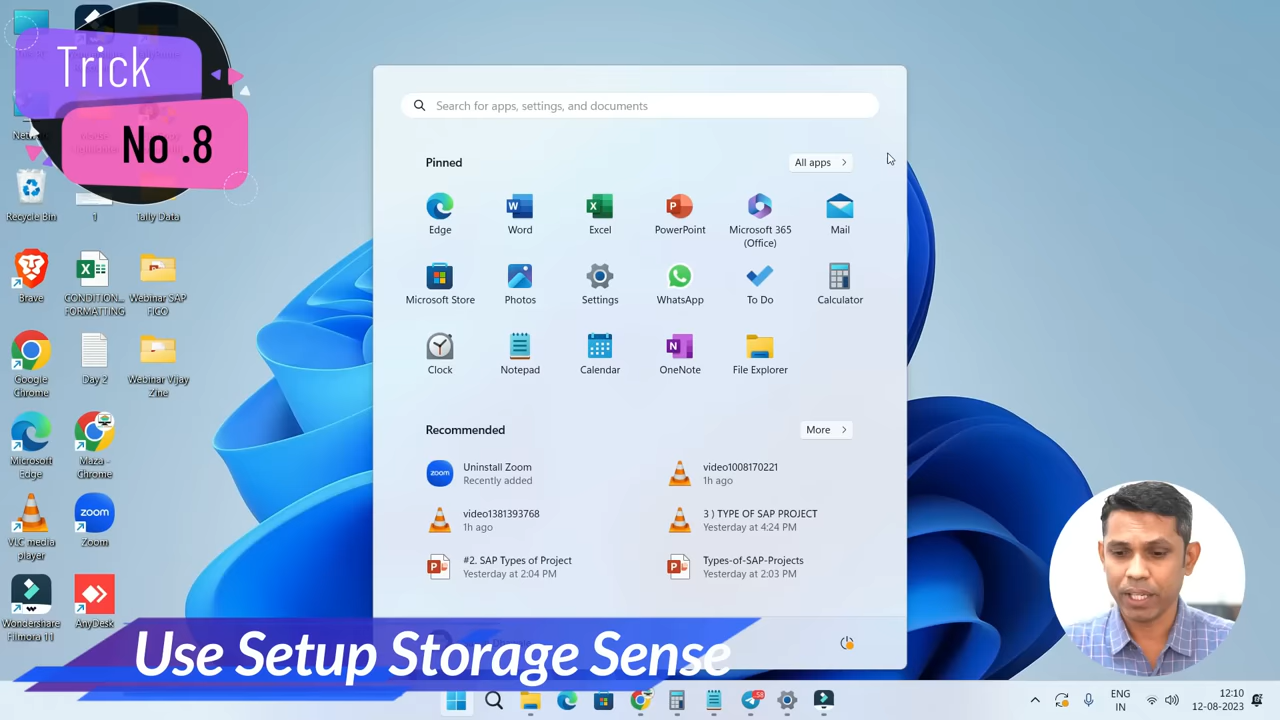 Trick
No .8
Recycle Bin
1
Tally Data
Brave
CONDITION...
FORMATTING
Webinar SAP
FICO
Google
Chrome
Day 2
Webinar Vijay
Zine
Microsoft
Edge
Maza -
Chrome
VLC media
player
zoom
Zoom
Wondershare
Filmora 11
AnyDesk
Search for apps, settings, and documents
Pinned
All apps
Edge
Word
Excel
PowerPoint
Microsoft 365
(Office)
Mail
Microsoft Store
Photos
Settings
WhatsApp
To Do
Calculator
Clock
Notepad
Calendar
OneNote
File Explorer
Recommended
More
zoom
Uninstall Zoom
Recently added
video1008170221
1h ago
video1381393768
1h ago
3 ) TYPE OF SAP PROJECT
Yesterday at 4:24 PM
#2. SAP Types of Project
Yesterday at 2:04 PM
Types-of-SAP-Projects
Yesterday at 2:03 PM
Use Setup Storage Sense
58
ENG
IN
12:10
12-08-2023